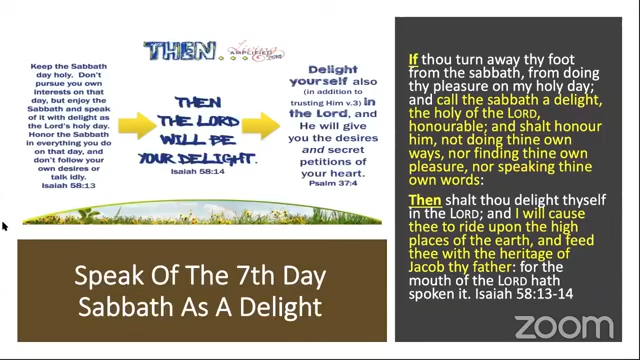 THEN...
AMPLIFIED
Keep the Sabbath
day holy. Don't
pursue you own
interests on that
day, but enjoy the
Sabbath and speak
of it with delight as
the Lord's holy day.
Honor the Sabbath
in everything you do
on that day, and
don't follow your
own desires or
talk idly.
Isaiah 58:13
THEN
THE LORD
WILL BE
YOUR DELIGHT.
Isaiah 58:14
Delight
yourself also
(in addition to
trusting Him v.3) in
the Lord, and
He will give
you the desires
and secret
petitions of
your heart.
Psalm 37:4
Speak Of The 7th Day
Sabbath As A Delight
If thou turn away thy foot
from the sabbath, from doing
thy pleasure on my holy day;
and call the sabbath a delight,
the holy of the LORD,
honourable; and shalt honour
him, not doing thine own
ways, nor finding thine own
pleasure, nor speaking thine
own words:
Then shalt thou delight thyself
in the LORD; and I will cause
thee to ride upon the high
places of the earth, and feed
thee with the heritage of
Jacob thy father: for the
mouth of the LORD hath
spoken it. Isaiah 58:13-14
zoom